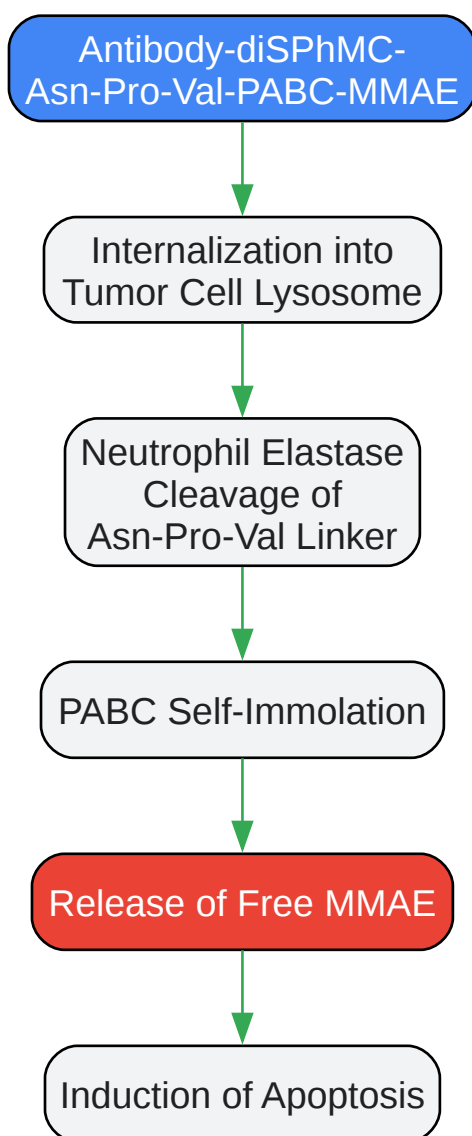 Antibody-diSPhMC-
Asn-Pro-Val-PABC-MMAE
Internalization into
Tumor Cell Lysosome
Neutrophil Elastase
Cleavage of
Asn-Pro-Val Linker
PABC Self-Immolation
Release of Free MMAE
Induction of Apoptosis